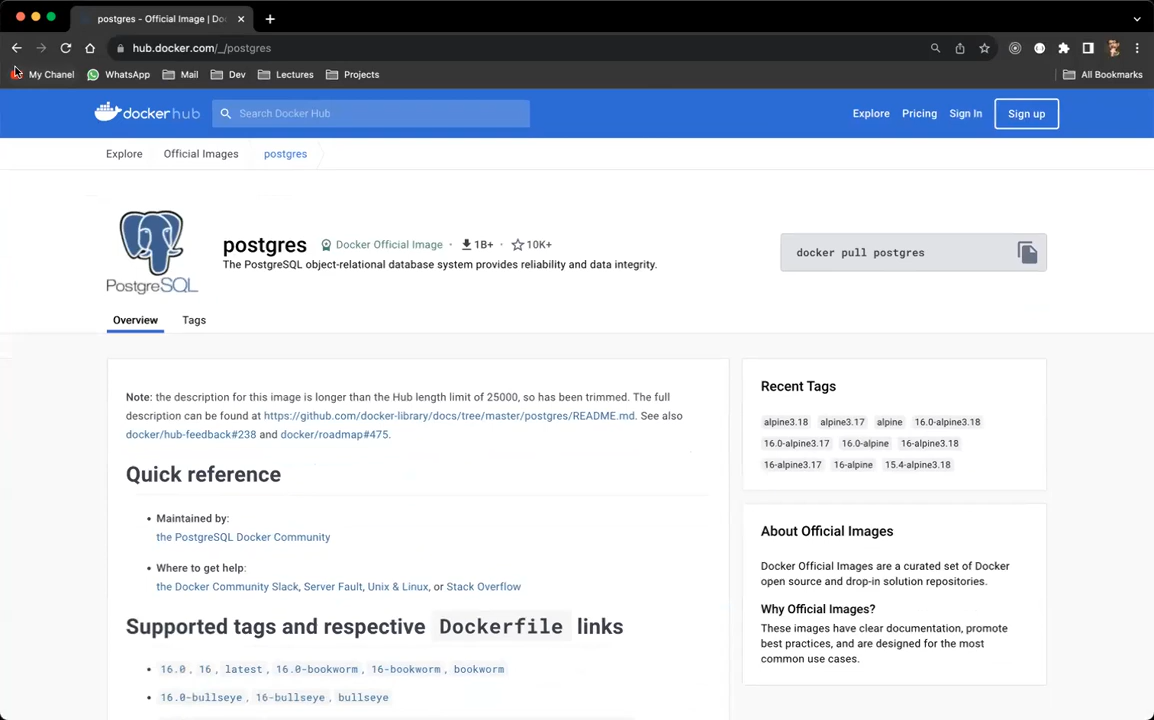 postgres - Official Image | Do
hub.docker.com/_/postgres
My Chanel
WhatsApp
Mail
Dev
Lectures
Projects
All Bookmarks
dockerhub
Search Docker Hub
Explore
Pricing
Sign In
Sign up
Explore
Official Images
postgres
PostgreSQL
postgres
Docker Official Image
·
1B+
·
10K+
The PostgreSQL object-relational database system provides reliability and data integrity.
docker pull postgres
Overview
Tags
Note: the description for this image is longer than the Hub length limit of 25000, so has been trimmed. The full
description can be found at https://github.com/docker-library/docs/tree/master/postgres/README.md. See also
docker/hub-feedback#238 and docker/roadmap#475.
Quick reference
• Maintained by:
the PostgreSQL Docker Community
• Where to get help:
the Docker Community Slack, Server Fault, Unix & Linux, or Stack Overflow
Supported tags and respective Dockerfile links
• 16.0, 16, latest, 16.0-bookworm, 16-bookworm, bookworm
• 16.0-bullseye, 16-bullseye, bullseye
Recent Tags
alpine3.18 alpine3.17 alpine 16.0-alpine3.18
16.0-alpine3.17 16.0-alpine 16-alpine3.18
16-alpine3.17 16-alpine 15.4-alpine3.18
About Official Images
Docker Official Images are a curated set of Docker
open source and drop-in solution repositories.
Why Official Images?
These images have clear documentation, promote
best practices, and are designed for the most
common use cases.